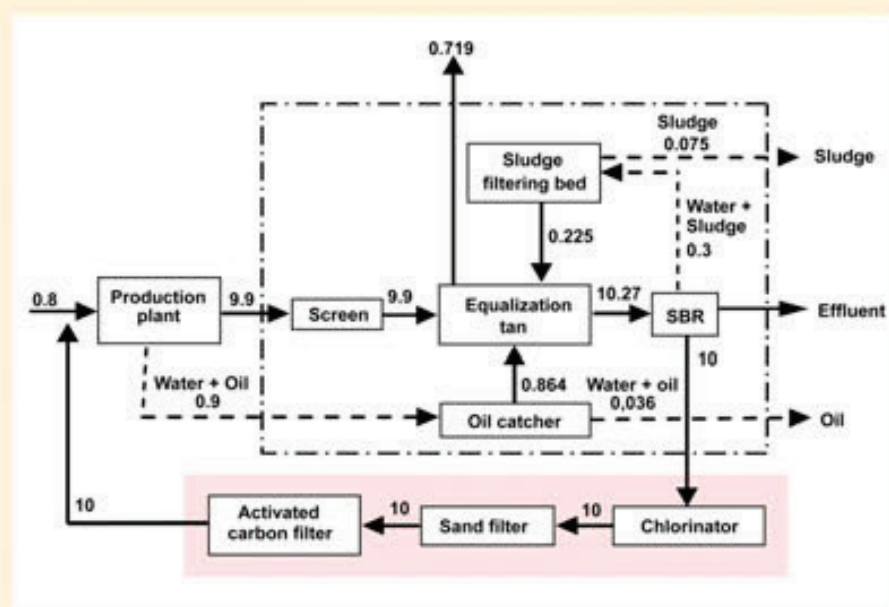 0.719
Sludge
0.075
Sludge
Sludge
filtering bed
Water +
Sludge
0.3
0.225
0.8
Production
plant
9.9
Screen
9.9
Equalization
tan
10.27
SBR
Effluent
10
Water + Oil
0.9
0.864
Water + oil
0,036
Oil catcher
Oil
10
Activated
carbon filter
10
Sand filter
10
Chlorinator